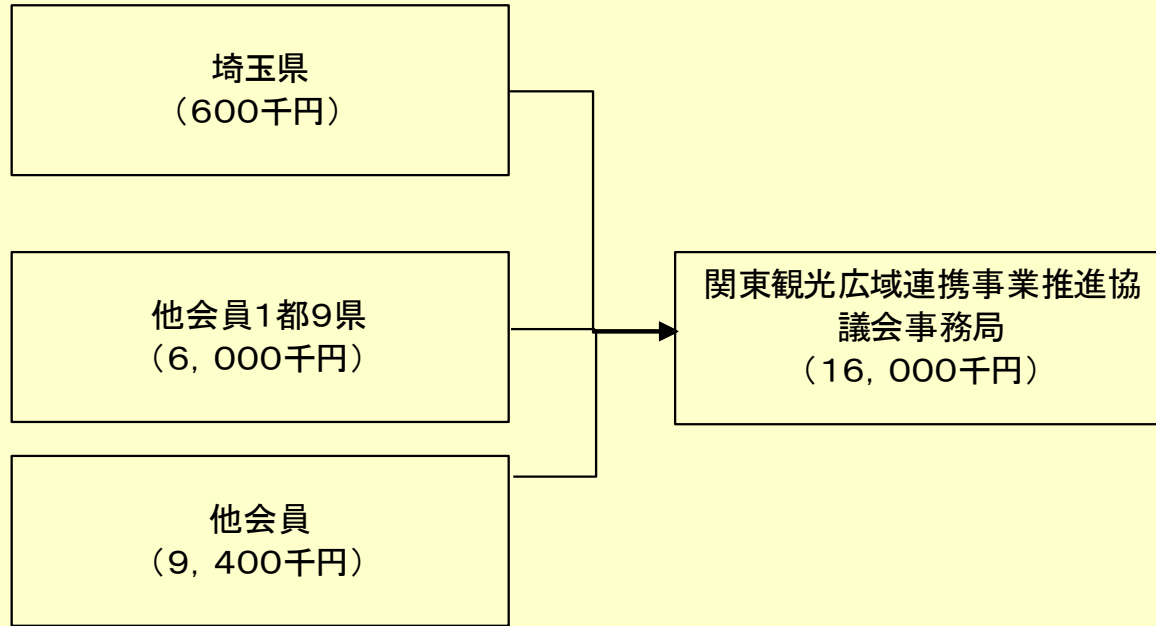 埼玉県
（600千円）
他会員1都9県
（6，000千円）
他会員
（9，400千円）
関東観光広域連携事業推進協
議会事務局
（16，000千円）